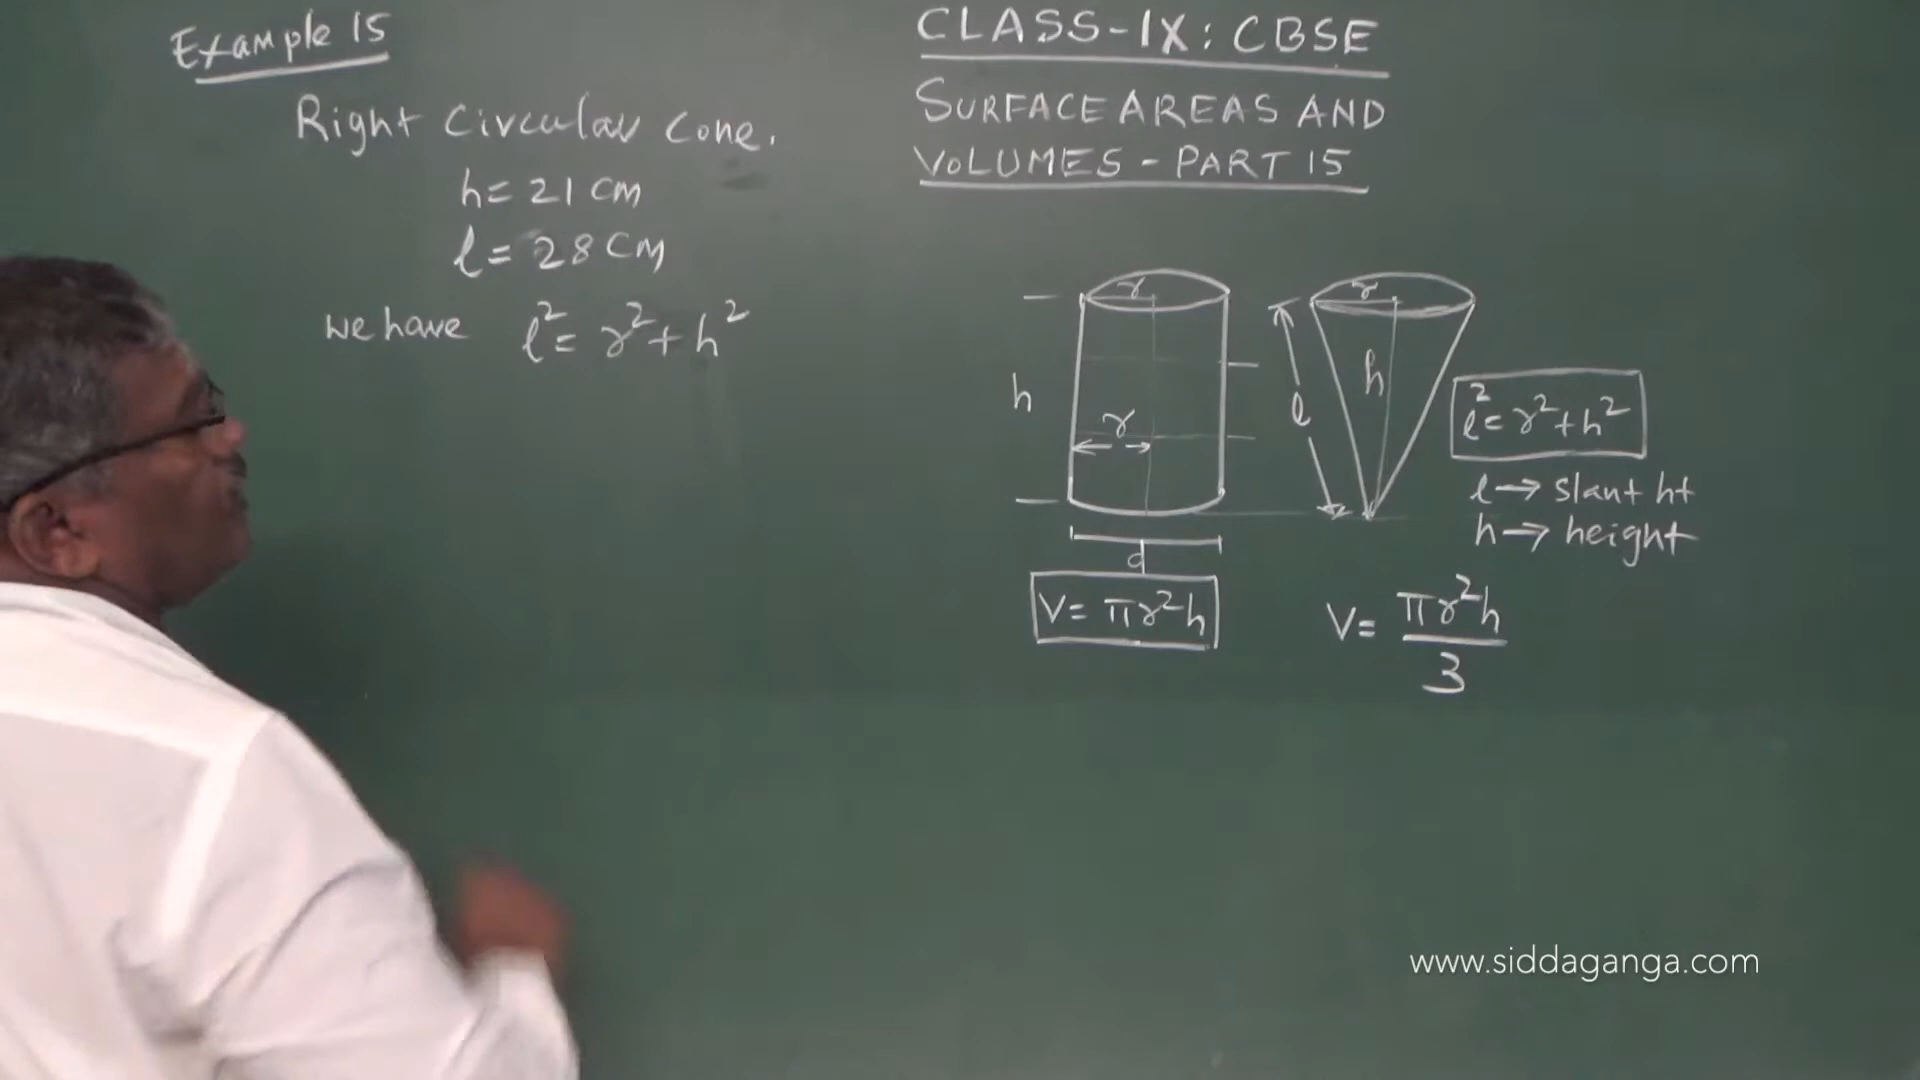 Example 15
Right Circular Cone.
h = 21 cm
l = 28 cm
we have l² = r² + h²
CLASS-IX: CBSE
SURFACE AREAS AND
VOLUMES - PART 15
r
h
r
d
V = πr²h
r
h
l
l² = r² + h²
l → slant ht
h → height
V = πr²h
3
www.siddaganga.com